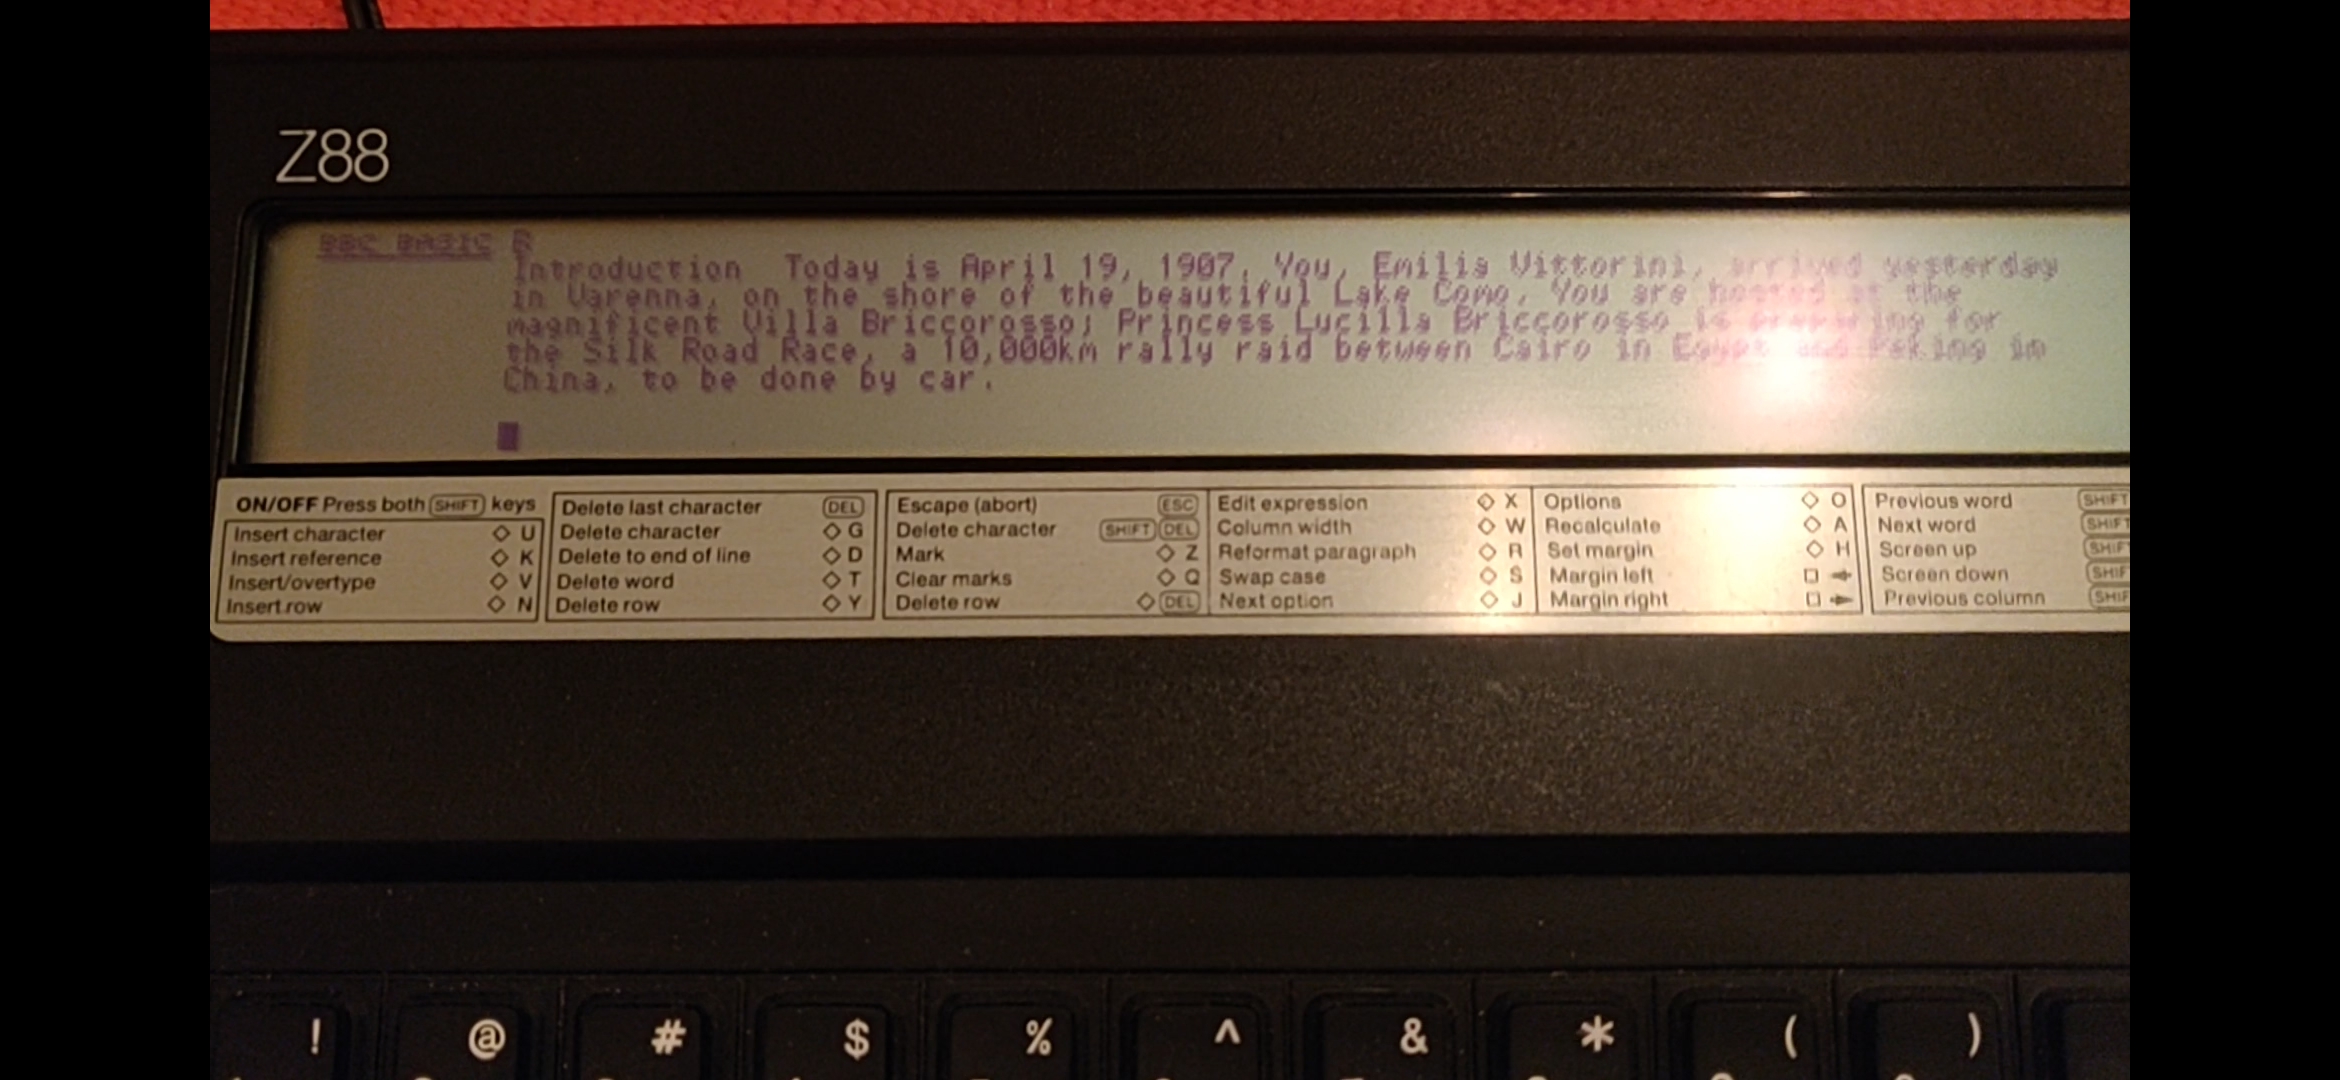 Z88
BBC BASIC B
Introduction Today is April 19, 1907. You, Emilia Vittorini, arrived yesterday
in Varenna, on the shore of the beautiful Lake Como. You are hosted at the
magnificent Villa Briccorosso; Princess Lucilla Briccorosso is preparing for
the Silk Road Race, a 10,000km rally raid between Cairo in Egypt and Peking in
China, to be done by car.
ON/OFF Press both SHIFT keys
Insert character ◇ U
Insert reference ◇ K
Insert/overtype ◇ V
Insert row ◇ N
Delete last character DEL
Delete character ◇ G
Delete to end of line ◇ D
Delete word ◇ T
Delete row ◇ Y
Escape (abort) ESC
Delete character SHIFT DEL
Mark ◇ Z
Clear marks ◇ Q
Delete row ◇ DEL
Edit expression ◇ X
Column width ◇ W
Reformat paragraph ◇ R
Swap case ◇ S
Next option ◇ J
Options ◇ O
Recalculate ◇ A
Set margin ◇ H
Margin left □
Margin right □
Previous word SHIFT
Next word SHIFT
Screen up SHIF
Screen down SHIF
Previous column SHIF
! @ # $ % ^ & * ( )